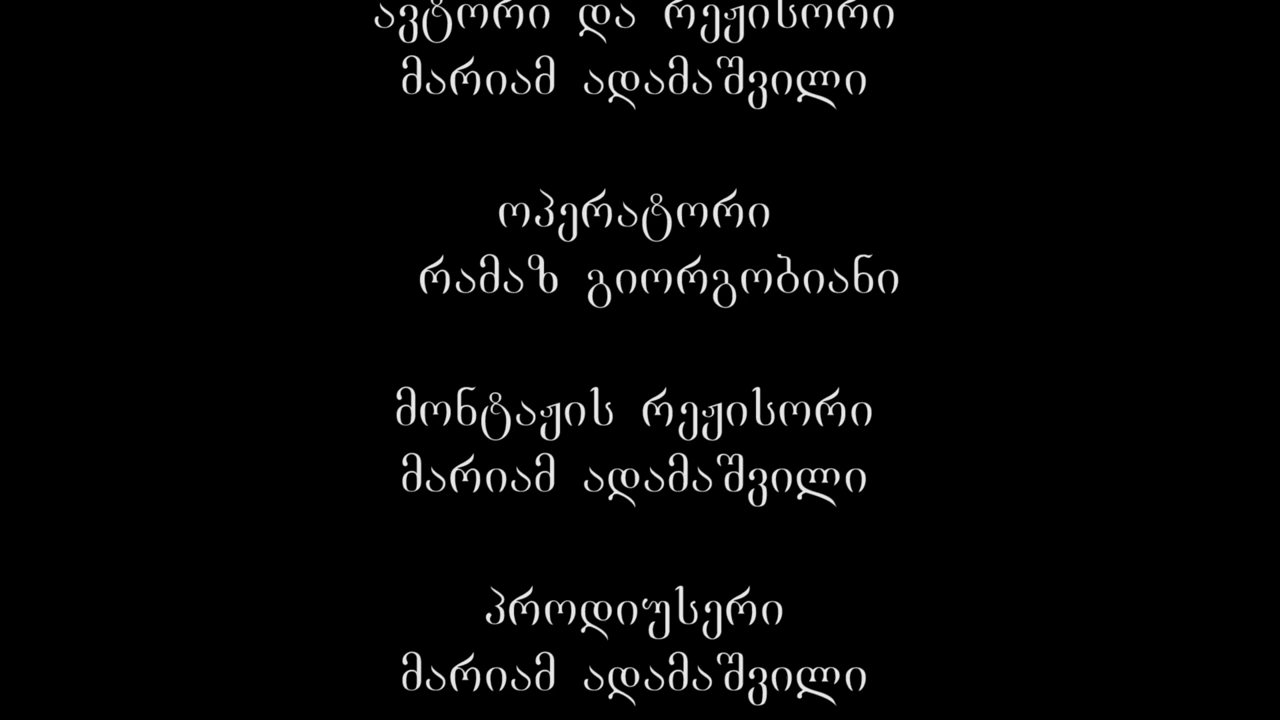 ავტორი და რეჟისორი
მარიამ ადამაშვილი
ოპერატორი
რამაზ გიორგობიანი
მონტაჟის რეჟისორი
მარიამ ადამაშვილი
პროდიუსერი
მარიამ ადამაშვილი